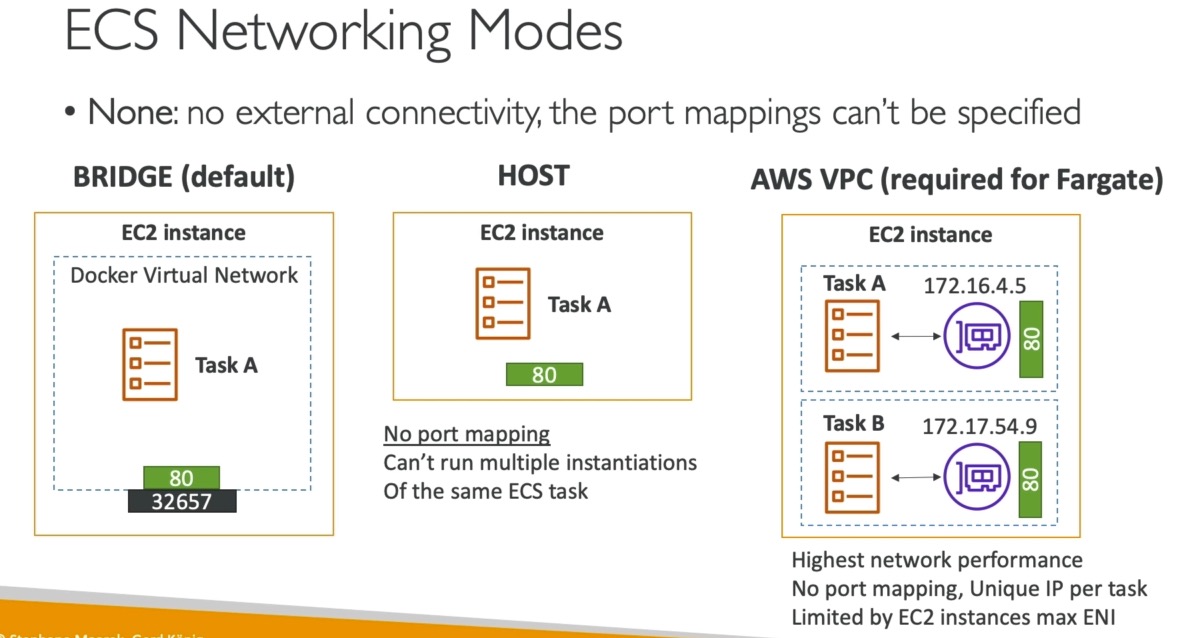 ECS Networking Modes
• None: no external connectivity, the port mappings can't be specified
BRIDGE (default)
EC2 instance
Docker Virtual Network
Task A
80
32657
HOST
EC2 instance
Task A
80
No port mapping
Can't run multiple instantiations
Of the same ECS task
AWS VPC (required for Fargate)
EC2 instance
Task A
172.16.4.5
80
Task B
172.17.54.9
80
Highest network performance
No port mapping, Unique IP per task
Limited by EC2 instances max ENI